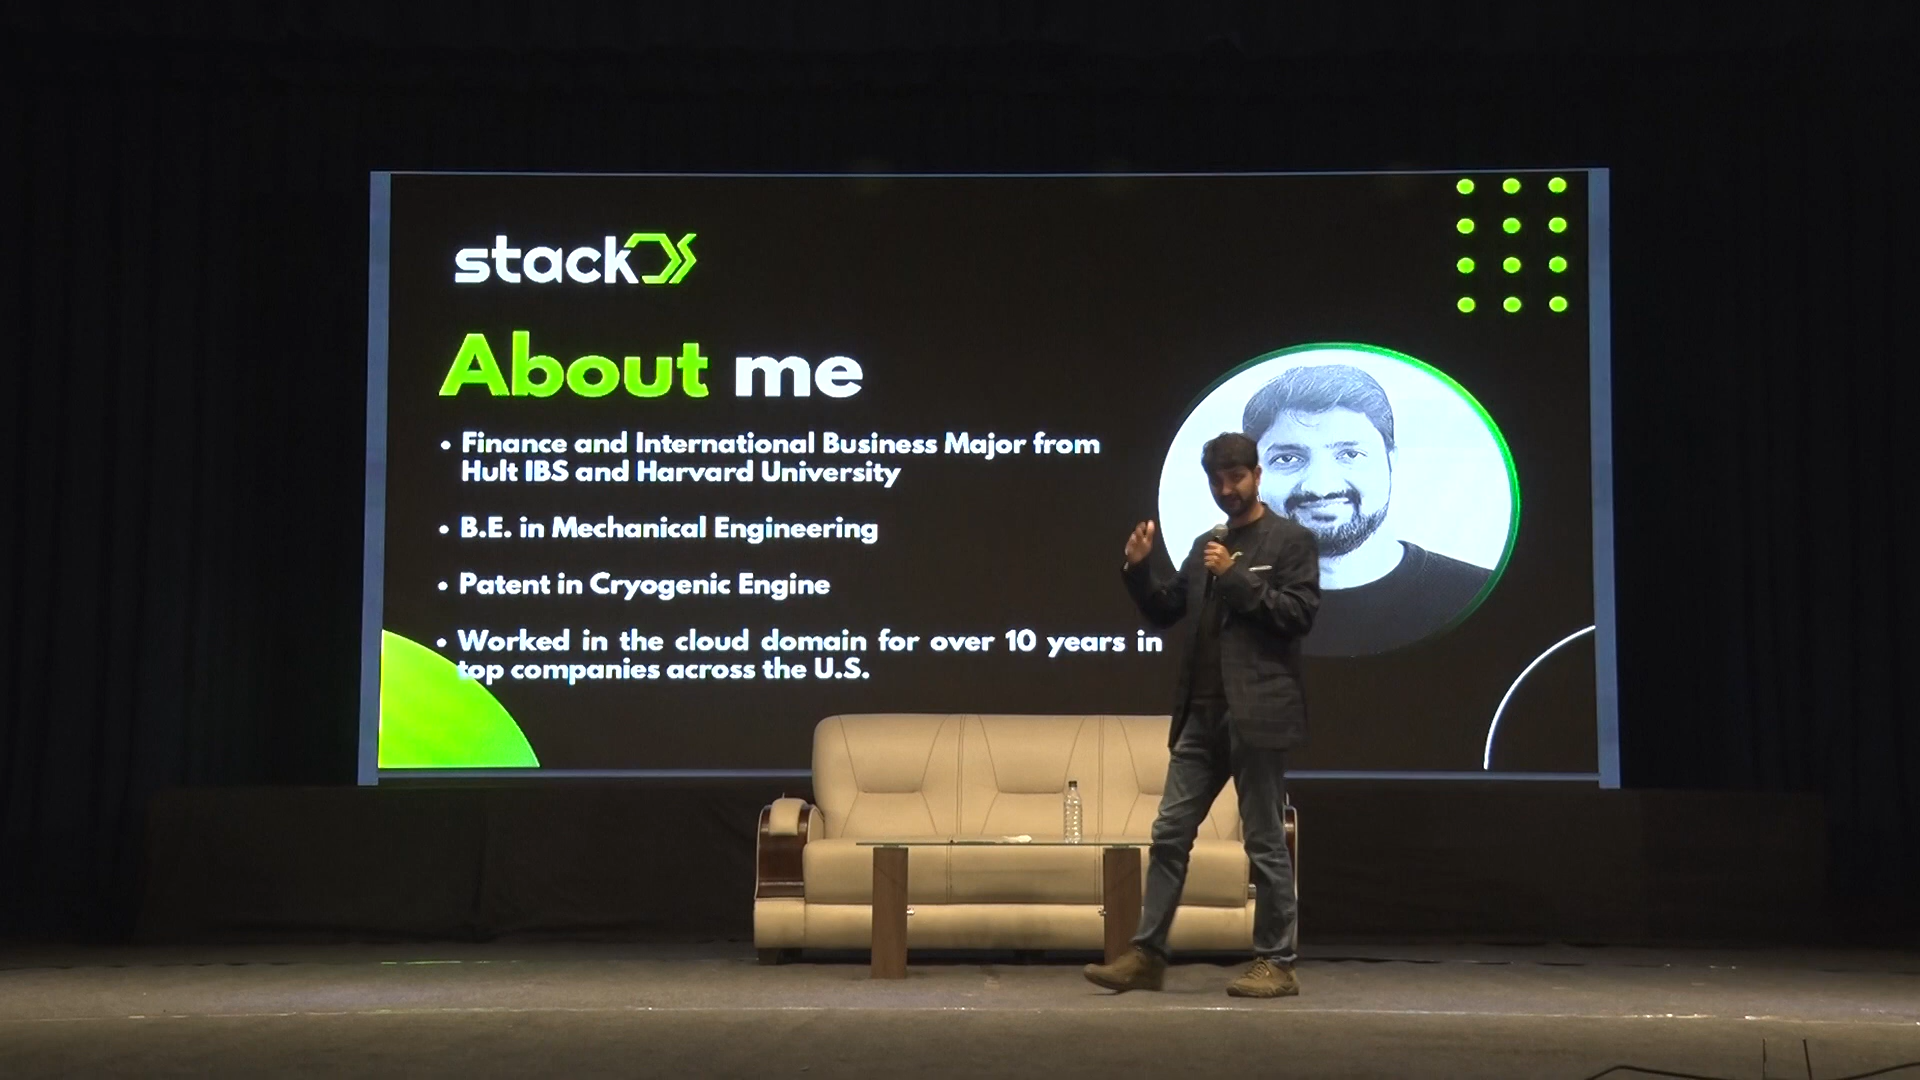 stack
About me
• Finance and International Business Major from
Hult IBS and Harvard University
• B.E. in Mechanical Engineering
• Patent in Cryogenic Engine
• Worked in the cloud domain for over 10 years in
top companies across the U.S.